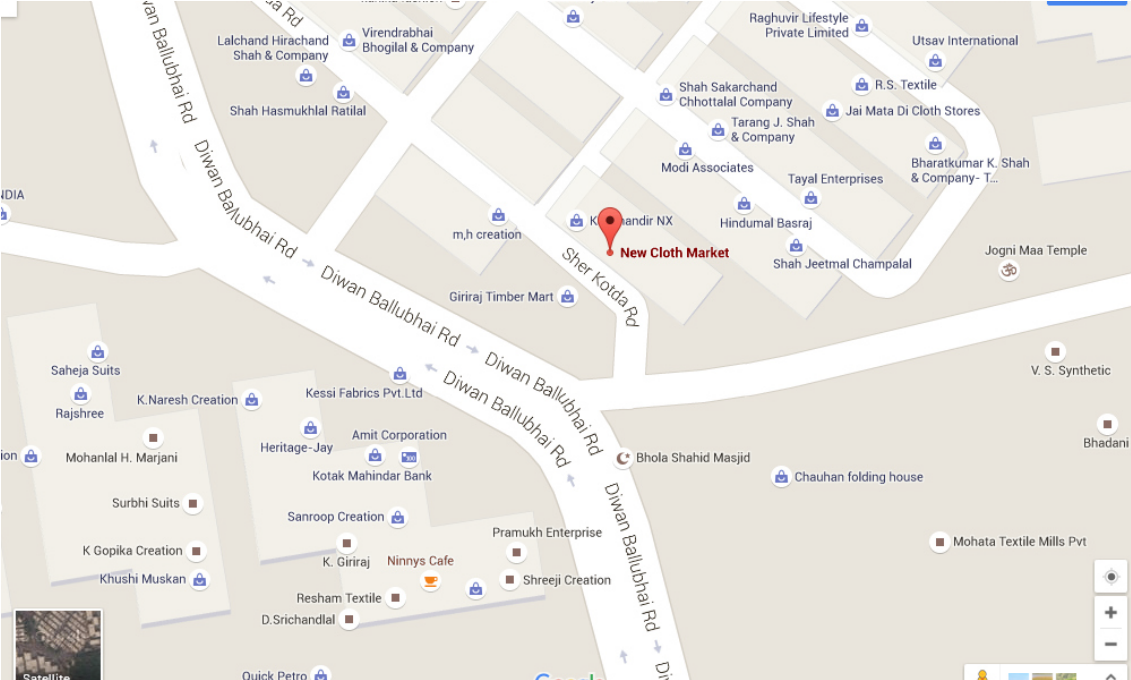 Raghuvir Lifestyle
Private Limited
Utsav International
Virendrabhai
Bhogilal & Company
Lalchand Hirachand
Shah & Company
Shah Hasmukhlal Ratilal
Shah Sakarchand
Chhottalal Company
R.S. Textile
Jai Mata Di Cloth Stores
Tarang J. Shah
& Company
Modi Associates
Bharatkumar K. Shah
& Company- T...
Tayal Enterprises
Hindumal Basraj
Shah Jeetmal Champalal
NDIA
m,h creation
andir NX
New Cloth Market
Sher Kotda Rd
Giriraj Timber Mart
Jogni Maa Temple
Diwan Ballubhai Rd
Diwan Ballubhai Rd
Diwan Ballubhai Rd
Diwan Ballubhai Rd
Diwan Ballubhai Rd
Diwan Ballubhai Rd
V. S. Synthetic
Bhadani
Saheja Suits
Rajshree
K.Naresh Creation
Kessi Fabrics Pvt.Ltd
Heritage-Jay
Amit Corporation
Kotak Mahindar Bank
ion
Mohanlal H. Marjani
Bhola Shahid Masjid
Chauhan folding house
Surbhi Suits
Sanroop Creation
K Gopika Creation
Khushi Muskan
K. Giriraj
Ninnys Cafe
Pramukh Enterprise
Shreeji Creation
Mohata Textile Mills Pvt
Resham Textile
D.Srichandlal
Quick Petro
Satellite
Google